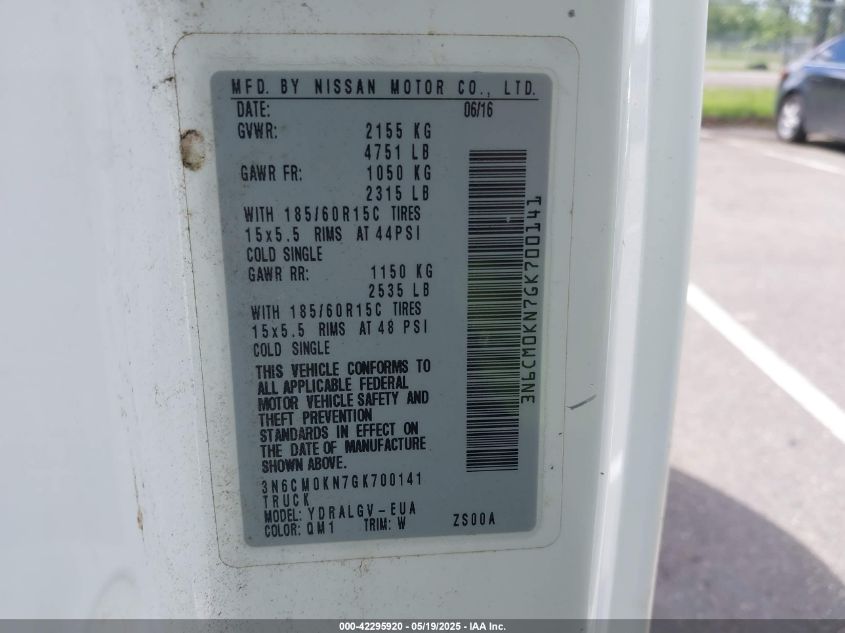 MFD. BY NISSAN MOTOR CO., LTD.
DATE: 06/16
GVWR: 2155 KG
4751 LB
GAWR FR: 1050 KG
2315 LB
WITH 185/60R15C TIRES
15x5.5 RIMS AT 44PSI
COLD SINGLE
GAWR RR: 1150 KG
2535 LB
WITH 185/60R15C TIRES
15x5.5 RIMS AT 48 PSI
COLD SINGLE
THIS VEHICLE CONFORMS TO
ALL APPLICABLE FEDERAL
MOTOR VEHICLE SAFETY AND
THEFT PREVENTION
STANDARDS IN EFFECT ON
THE DATE OF MANUFACTURE
SHOWN ABOVE.
3N6CM0KN7GK700141
TRUCK
MODEL: YDRALGV-EUA
COLOR: QM1 TRIM: W ZS00A
3N6CM0KN7GK700141
000-42295920 - 05/19/2025 - IAA Inc.